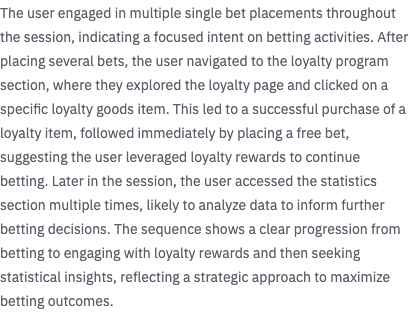 The user engaged in multiple single bet placements throughout
the session, indicating a focused intent on betting activities. After
placing several bets, the user navigated to the loyalty program
section, where they explored the loyalty page and clicked on a
specific loyalty goods item. This led to a successful purchase of a
loyalty item, followed immediately by placing a free bet,
suggesting the user leveraged loyalty rewards to continue
betting. Later in the session, the user accessed the statistics
section multiple times, likely to analyze data to inform further
betting decisions. The sequence shows a clear progression from
betting to engaging with loyalty rewards and then seeking
statistical insights, reflecting a strategic approach to maximize
betting outcomes.